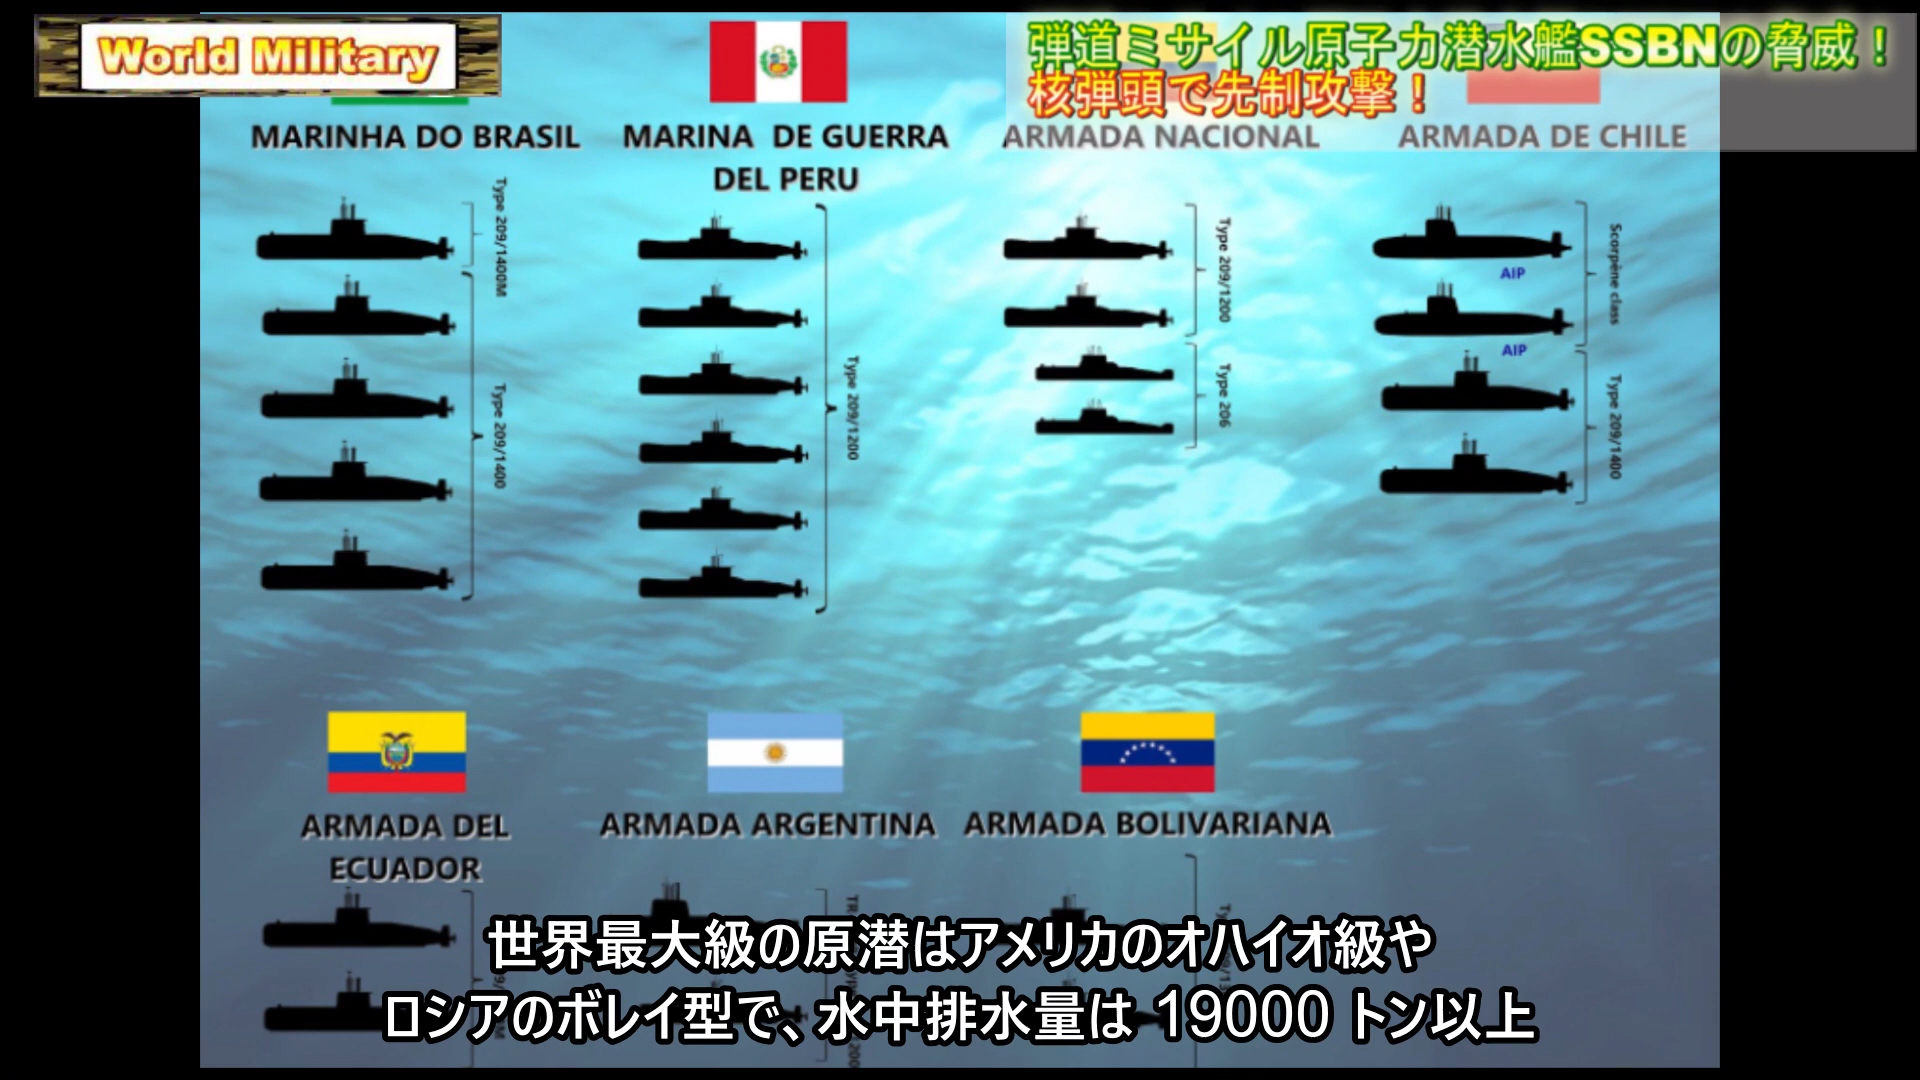 World Military
弾道ミサイル原子力潜水艦SSBNの脅威!
核弾頭で先制攻撃!
MARINHA DO BRASIL
MARINA DE GUERRA
DEL PERU
ARMADA NACIONAL
ARMADA DE CHILE
Type 209/1400M
Type 209/1400
Type 209/1200
Type 209/1200
Type 206
Scorpène class
AIP
AIP
Type 209/1400
ARMADA DEL
ECUADOR
ARMADA ARGENTINA
ARMADA BOLIVARIANA
世界最大級の原潜はアメリカのオハイオ級や
ロシアのボレイ型で、水中排水量は 19000 トン以上